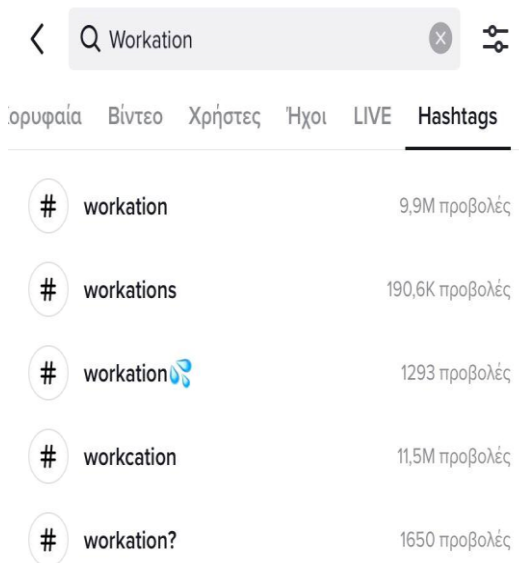 Workation
Βίντεο Χρήστες Ήχοι LIVE Hashtags
# workation 9,9M προβολές
# workations 190,6K προβολές
# workation💦 1293 προβολές
# workcation 11,5M προβολές
# workation? 1650 προβολές